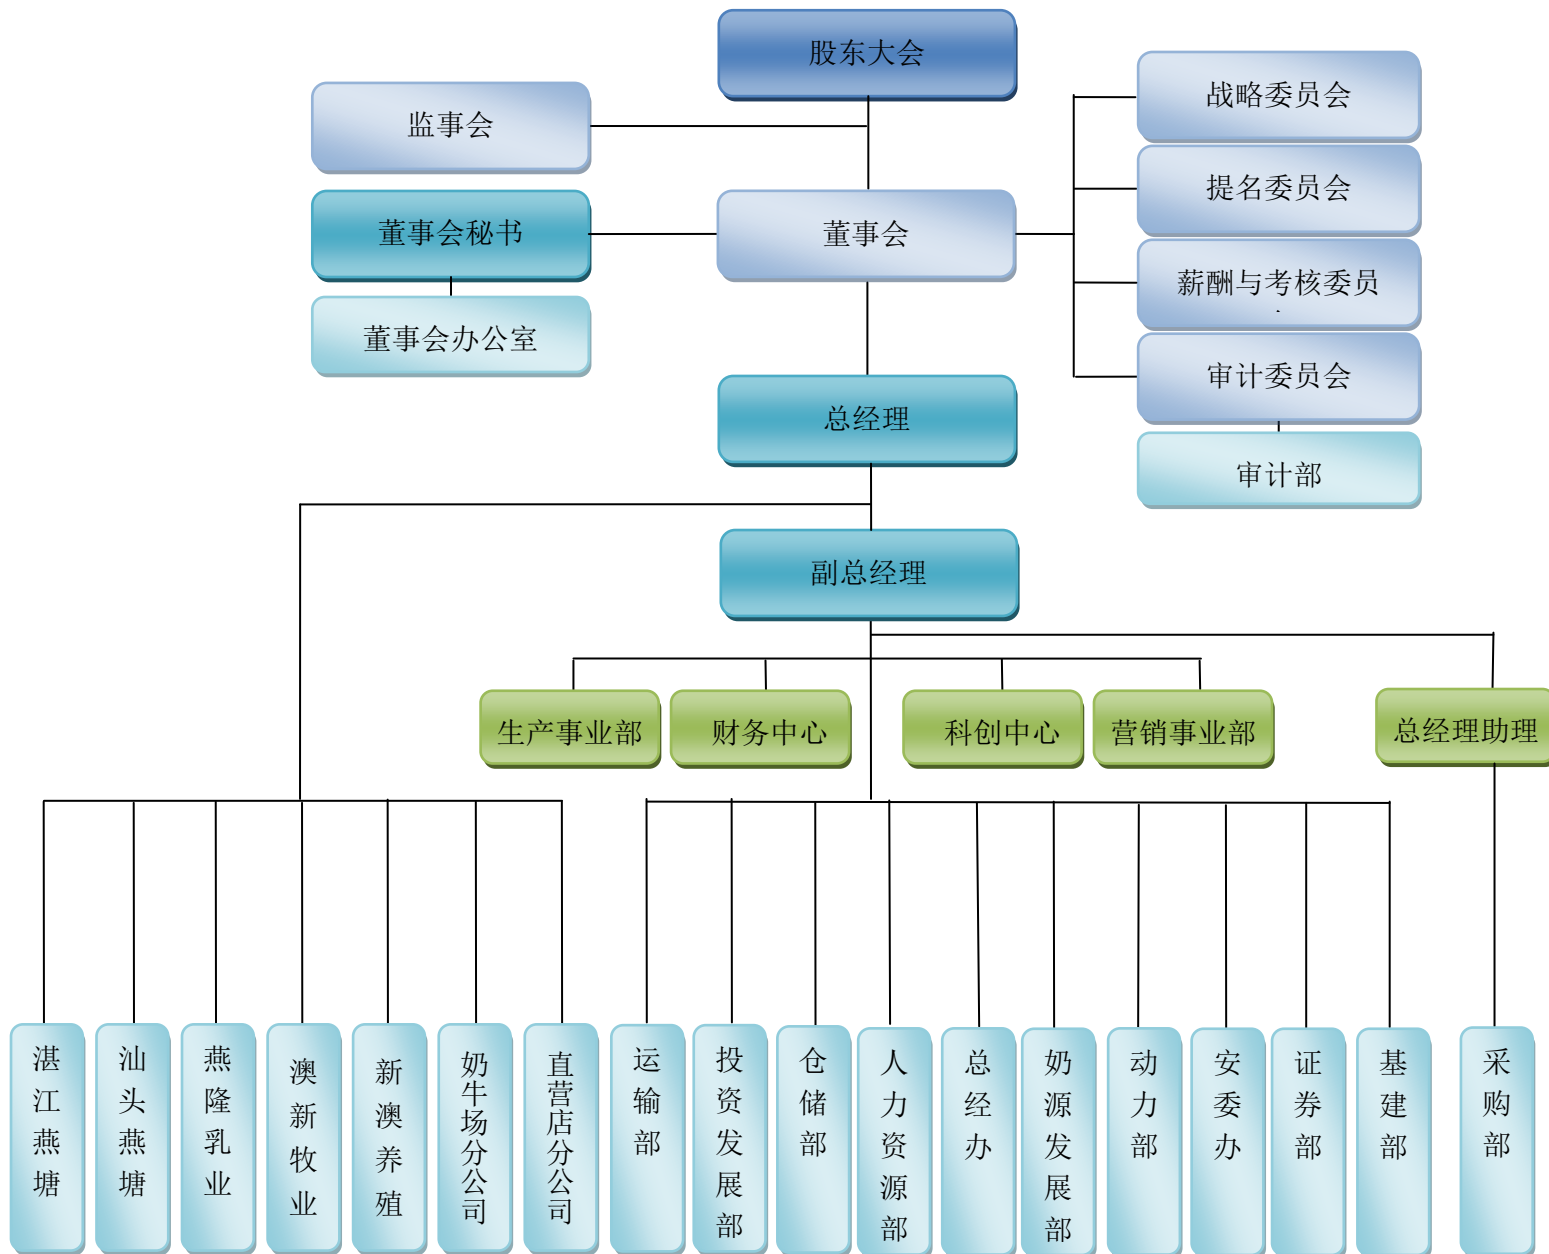 股东大会
监事会
战略委员会
提名委员会
董事会秘书
董事会
薪酬与考核委员
董事会办公室
审计委员会
总经理
审计部
副总经理
生产事业部
财务中心
科创中心
营销事业部
总经理助理
湛江燕塘
汕头燕塘
燕隆乳业
澳新牧业
新澳养殖
奶牛场分公司
直营店分公司
运输部
投资发展部
仓储部
人力资源部
总经办
奶源发展部
动力部
安委办
证券部
基建部
采购部